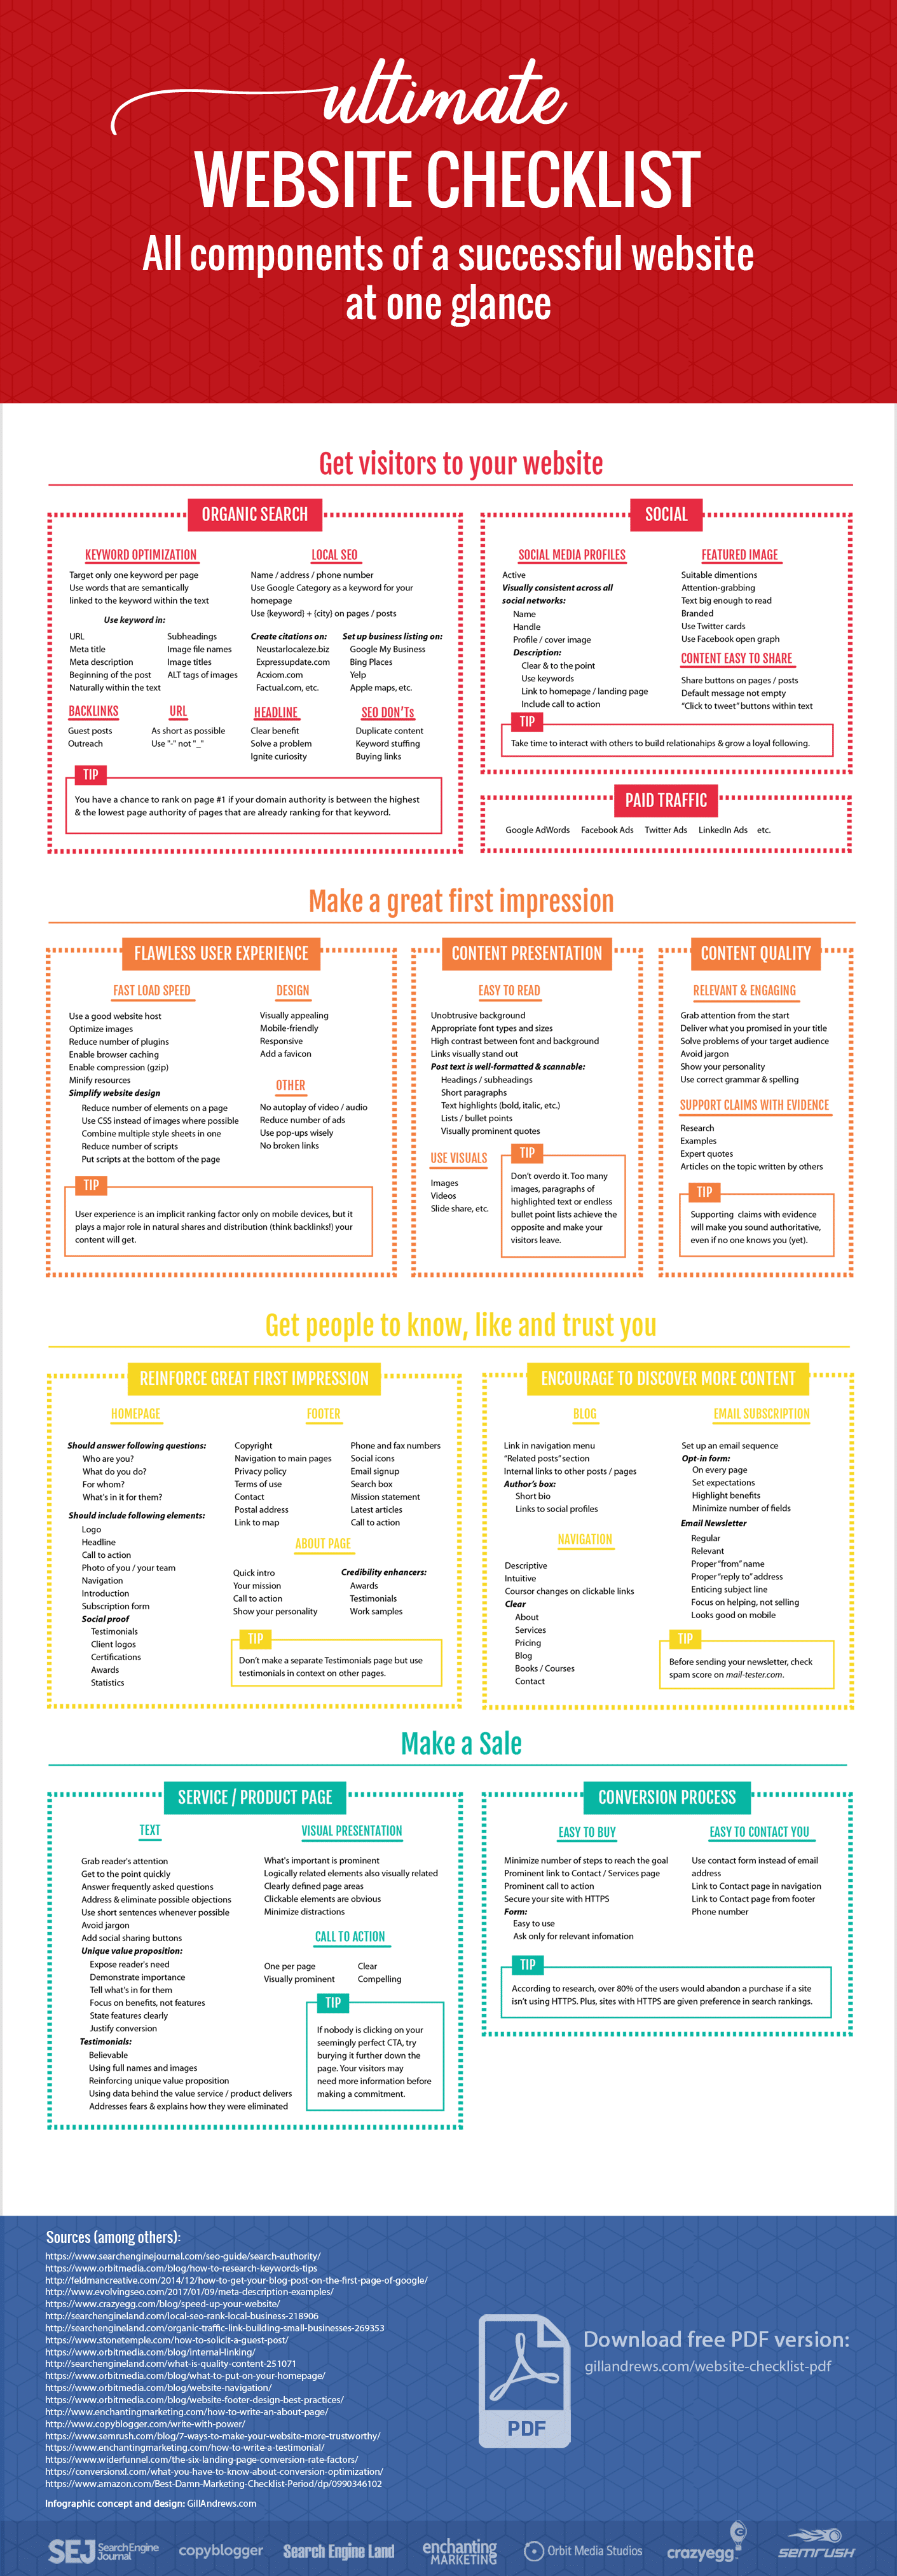 ultimate
WEBSITE CHECKLIST
All components of a successful website
at one glance
Get visitors to your website
ORGANIC SEARCH
KEYWORD OPTIMIZATION
Target only one keyword per page
Use words that are semantically
linked to the keyword within the text
Use keyword in:
URL
Meta title
Meta description
Beginning of the post
Naturally within the text
Subheadings
Image file names
Image titles
ALT tags of images
LOCAL SEO
Name / address / phone number
Use Google Category as a keyword for your
homepage
Use {keyword} + {city} on pages / posts
Create citations on:
Neustarlocaleze.biz
Expressupdate.com
Acxiom.com
Factual.com, etc.
Set up business listing on:
Google My Business
Bing Places
Yelp
Apple maps, etc.
BACKLINKS
Guest posts
Outreach
URL
As short as possible
Use "-" not "_"
HEADLINE
Clear benefit
Solve a problem
Ignite curiosity
SEO DON'Ts
Duplicate content
Keyword stuffing
Buying links
TIP
You have a chance to rank on page #1 if your domain authority is between the highest
& the lowest page authority of pages that are already ranking for that keyword.
SOCIAL
SOCIAL MEDIA PROFILES
Active
Visually consistent across all
social networks:
Name
Handle
Profile / cover image
Description:
Clear & to the point
Use keywords
Link to homepage / landing page
Include call to action
FEATURED IMAGE
Suitable dimentions
Attention-grabbing
Text big enough to read
Branded
Use Twitter cards
Use Facebook open graph
CONTENT EASY TO SHARE
Share buttons on pages / posts
Default message not empty
"Click to tweet" buttons within text
TIP
Take time to interact with others to build relationahips & grow a loyal following.
PAID TRAFFIC
Google AdWords Facebook Ads Twitter Ads LinkedIn Ads etc.
Make a great first impression
FLAWLESS USER EXPERIENCE
FAST LOAD SPEED
Use a good website host
Optimize images
Reduce number of plugins
Enable browser caching
Enable compression (gzip)
Minify resources
Simplify website design
Reduce number of elements on a page
Use CSS instead of images where possible
Combine multiple style sheets in one
Reduce number of scripts
Put scripts at the bottom of the page
DESIGN
Visually appealing
Mobile-friendly
Responsive
Add a favicon
OTHER
No autoplay of video / audio
Reduce number of ads
Use pop-ups wisely
No broken links
TIP
User experience is an implicit ranking factor only on mobile devices, but it
plays a major role in natural shares and distribution (think backlinks!) your
content will get.
CONTENT PRESENTATION
EASY TO READ
Unobtrusive background
Appropriate font types and sizes
High contrast between font and background
Links visually stand out
Post text is well-formatted & scannable:
Headings / subheadings
Short paragraphs
Text highlights (bold, italic, etc.)
Lists / bullet points
Visually prominent quotes
USE VISUALS
Images
Videos
Slide share, etc.
TIP
Don't overdo it. Too many
images, paragraphs of
highlighted text or endless
bullet point lists achieve the
opposite and make your
visitors leave.
CONTENT QUALITY
RELEVANT & ENGAGING
Grab attention from the start
Deliver what you promised in your title
Solve problems of your target audience
Avoid jargon
Show your personality
Use correct grammar & spelling
SUPPORT CLAIMS WITH EVIDENCE
Research
Examples
Expert quotes
Articles on the topic written by others
TIP
Supporting claims with evidence
will make you sound authoritative,
even if no one knows you (yet).
Get people to know, like and trust you
REINFORCE GREAT FIRST IMPRESSION
HOMEPAGE
Should answer following questions:
Who are you?
What do you do?
For whom?
What's in it for them?
Should include following elements:
Logo
Headline
Call to action
Photo of you / your team
Navigation
Introduction
Subscription form
Social proof
Testimonials
Client logos
Certifications
Awards
Statistics
FOOTER
Copyright
Navigation to main pages
Privacy policy
Terms of use
Contact
Postal address
Link to map
Phone and fax numbers
Social icons
Email signup
Search box
Mission statement
Latest articles
Call to action
ABOUT PAGE
Quick intro
Your mission
Call to action
Show your personality
Credibility enhancers:
Awards
Testimonials
Work samples
TIP
Don't make a separate Testimonials page but use
testimonials in context on other pages.
ENCOURAGE TO DISCOVER MORE CONTENT
BLOG
Link in navigation menu
"Related posts" section
Internal links to other posts / pages
Author's box:
Short bio
Links to social profiles
NAVIGATION
Descriptive
Intuitive
Coursor changes on clickable links
Clear
About
Services
Pricing
Blog
Books / Courses
Contact
EMAIL SUBSCRIPTION
Set up an email sequence
Opt-in form:
On every page
Set expectations
Highlight benefits
Minimize number of fields
Email Newsletter
Regular
Relevant
Proper "from" name
Proper "reply to" address
Enticing subject line
Focus on helping, not selling
Looks good on mobile
TIP
Before sending your newsletter, check
spam score on mail-tester.com.
Make a Sale
SERVICE / PRODUCT PAGE
TEXT
Grab reader's attention
Get to the point quickly
Answer frequently asked questions
Address & eliminate possible objections
Use short sentences whenever possible
Avoid jargon
Add social sharing buttons
Unique value proposition:
Expose reader's need
Demonstrate importance
Tell what's in for them
Focus on benefits, not features
State features clearly
Justify conversion
Testimonials:
Believable
Using full names and images
Reinforcing unique value proposition
Using data behind the value service / product delivers
Addresses fears & explains how they were eliminated
VISUAL PRESENTATION
What's important is prominent
Logically related elements also visually related
Clearly defined page areas
Clickable elements are obvious
Minimize distractions
CALL TO ACTION
One per page
Visually prominent
Clear
Compelling
TIP
If nobody is clicking on your
seemingly perfect CTA, try
burying it further down the
page. Your visitors may
need more information before
making a commitment.
CONVERSION PROCESS
EASY TO BUY
Minimize number of steps to reach the goal
Prominent link to Contact / Services page
Prominent call to action
Secure your site with HTTPS
Form:
Easy to use
Ask only for relevant infomation
EASY TO CONTACT YOU
Use contact form instead of email
address
Link to Contact page in navigation
Link to Contact page from footer
Phone number
TIP
According to research, over 80% of the users would abandon a purchase if a site
isn't using HTTPS. Plus, sites with HTTPS are given preference in search rankings.
Sources (among others):
https://www.searchenginejournal.com/seo-guide/search-authority/
https://www.orbitmedia.com/blog/how-to-research-keywords-tips
http://feldmancreative.com/2014/12/how-to-get-your-blog-post-on-the-first-page-of-google/
http://www.evolvingseo.com/2017/01/09/meta-description-examples/
https://www.crazyegg.com/blog/speed-up-your-website/
http://searchengineland.com/local-seo-rank-local-business-218906
http://searchengineland.com/organic-traffic-link-building-small-businesses-269353
https://www.stonetemple.com/how-to-solicit-a-guest-post/
https://www.orbitmedia.com/blog/internal-linking/
http://searchengineland.com/what-is-quality-content-251071
https://www.orbitmedia.com/blog/what-to-put-on-your-homepage/
https://www.orbitmedia.com/blog/website-navigation/
https://www.orbitmedia.com/blog/website-footer-design-best-practices/
http://www.enchantingmarketing.com/how-to-write-an-about-page/
http://www.copyblogger.com/write-with-power/
https://www.semrush.com/blog/7-ways-to-make-your-website-more-trustworthy/
https://www.enchantingmarketing.com/how-to-write-a-testimonial/
https://www.widerfunnel.com/the-six-landing-page-conversion-rate-factors/
https://conversionxl.com/what-you-have-to-know-about-conversion-optimization/
https://www.amazon.com/Best-Damn-Marketing-Checklist-Period/dp/0990346102
Infographic concept and design: GillAndrews.com
PDF
Download free PDF version:
gillandrews.com/website-checklist-pdf
SEJ Search Engine Journal
copyblogger
Search Engine Land
enchanting MARKETING
Orbit Media Studios
crazyegg
semrush